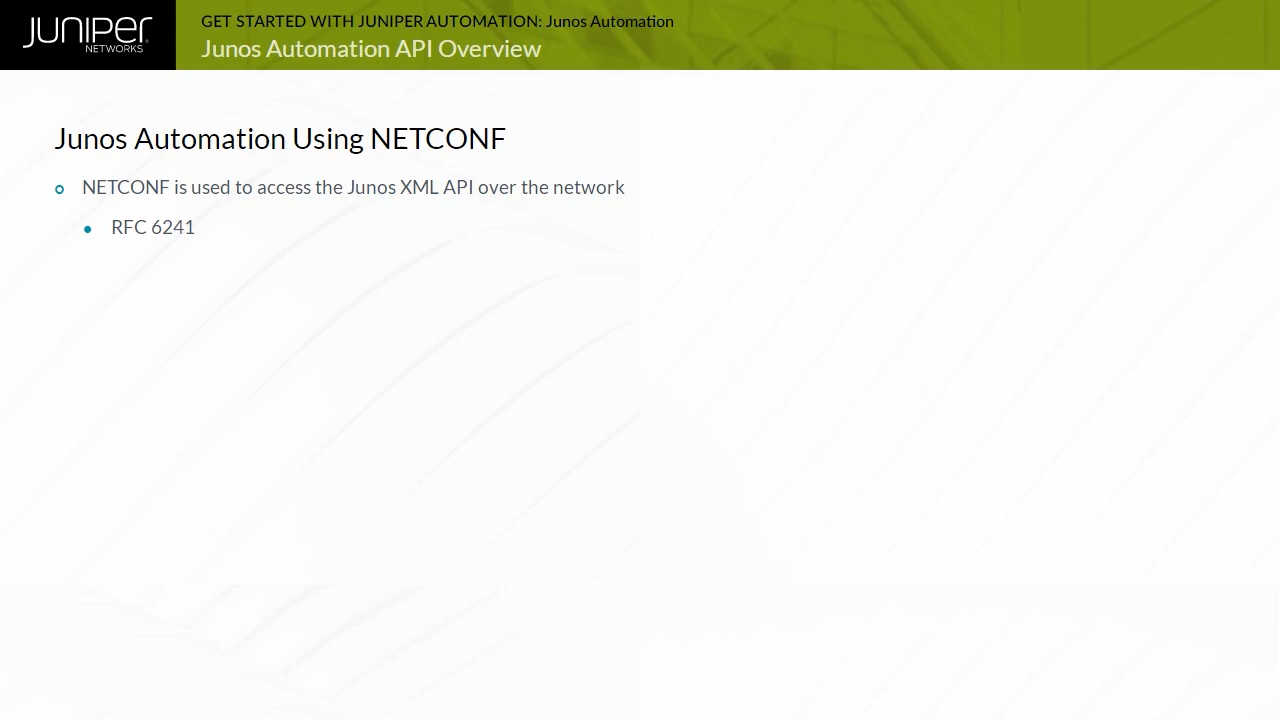 JUNIPEr
NETWORKS
GET STARTED WITH JUNIPER AUTOMATION: Junos Automation
Junos Automation API Overview
Junos Automation Using NETCONF
NETCONF is used to access the Junos XML API over the network
RFC 6241